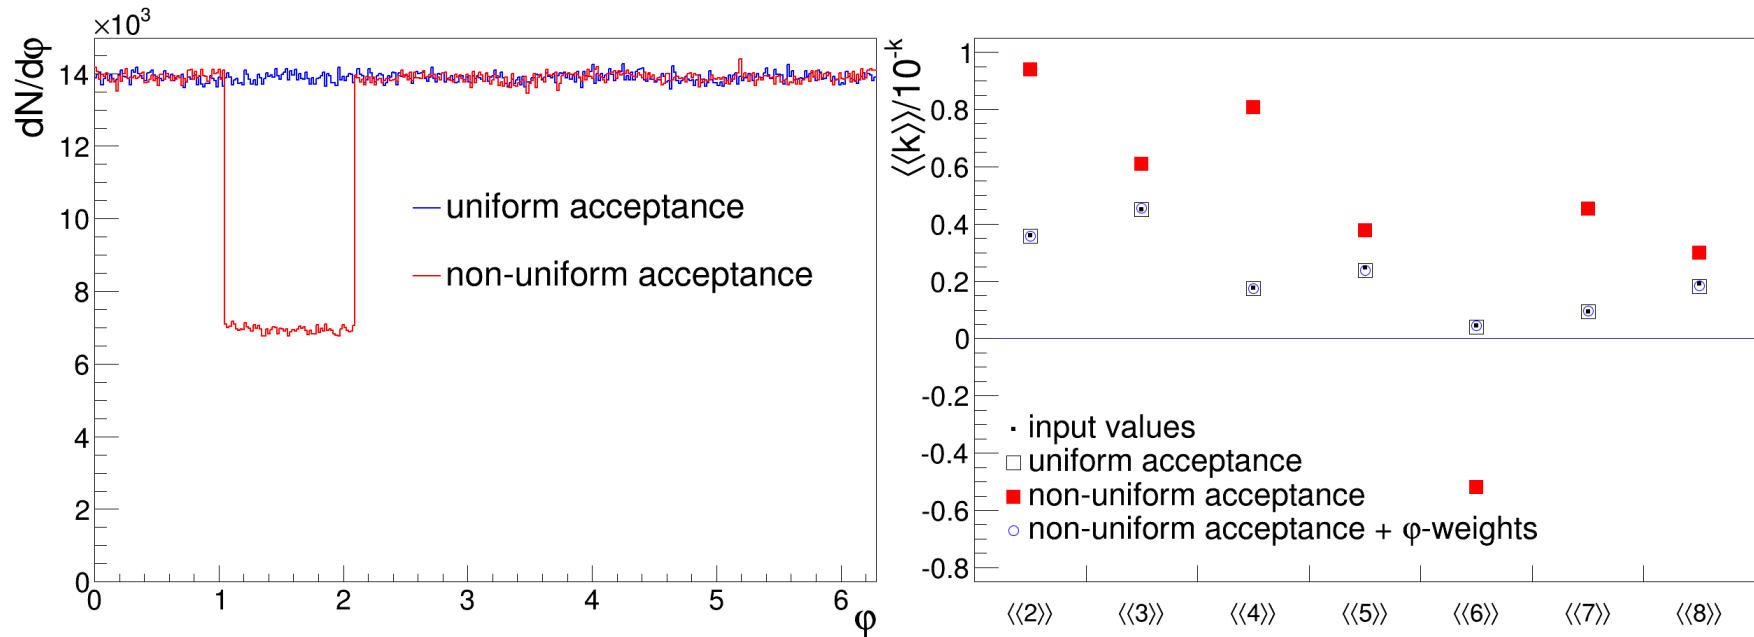 ×10³
dN/dφ
14
12
10
8
6
4
2
0
0 1 2 3 4 5 6
φ
uniform acceptance
non-uniform acceptance
⟨⟨k⟩⟩/10⁻ᵏ
1
0.8
0.6
0.4
0.2
0
-0.2
-0.4
-0.6
-0.8
input values
uniform acceptance
non-uniform acceptance
non-uniform acceptance + φ-weights
⟨⟨2⟩⟩ ⟨⟨3⟩⟩ ⟨⟨4⟩⟩ ⟨⟨5⟩⟩ ⟨⟨6⟩⟩ ⟨⟨7⟩⟩ ⟨⟨8⟩⟩